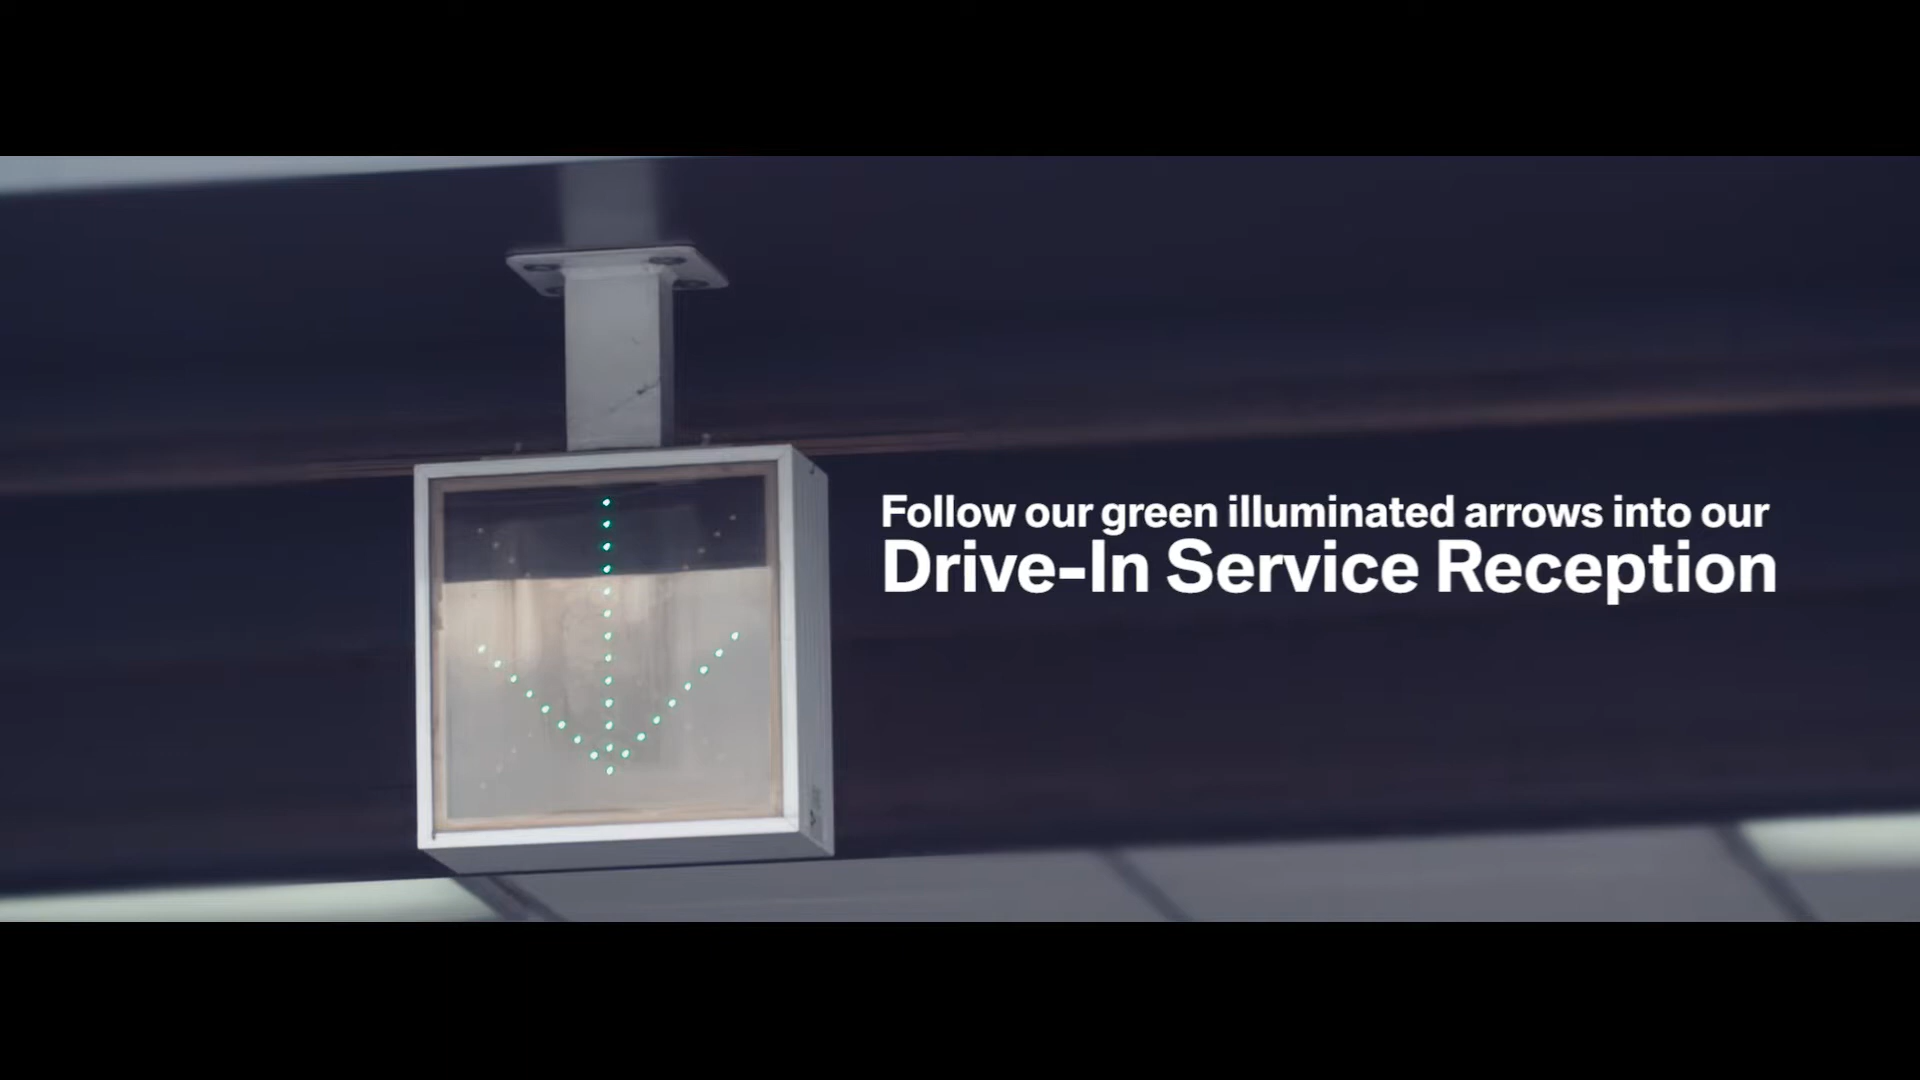 Follow our green illuminated arrows into our
Drive-In Service Reception